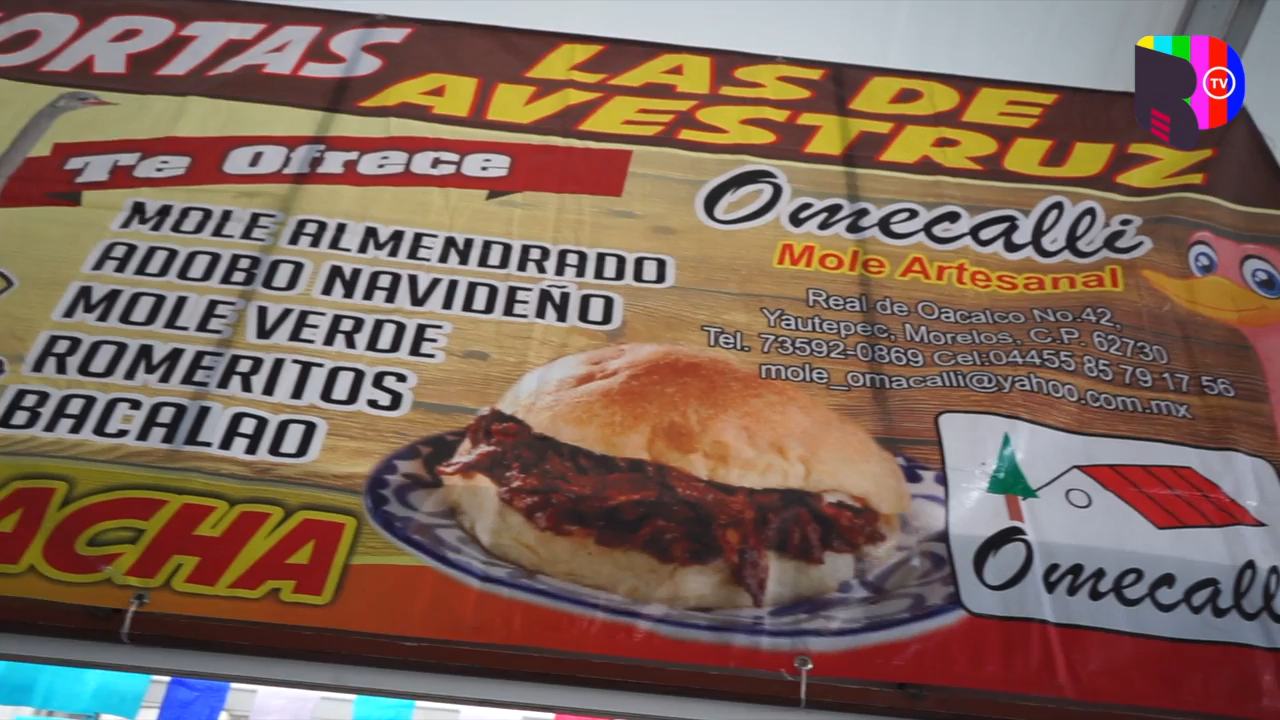 ORTAS
LAS DE
AVESTRUZ
Te Ofrece
MOLE ALMENDRADO
ADOBO NAVIDEÑO
MOLE VERDE
ROMERITOS
BACALAO
ACHA
Omecalli
Mole Artesanal
Real de Oacalco No.42,
Yautepec, Morelos, C.P. 62730
Tel. 73592-0869 Cel:04455 85 79 17 56
mole_omacalli@yahoo.com.mx
Omecall
R TV